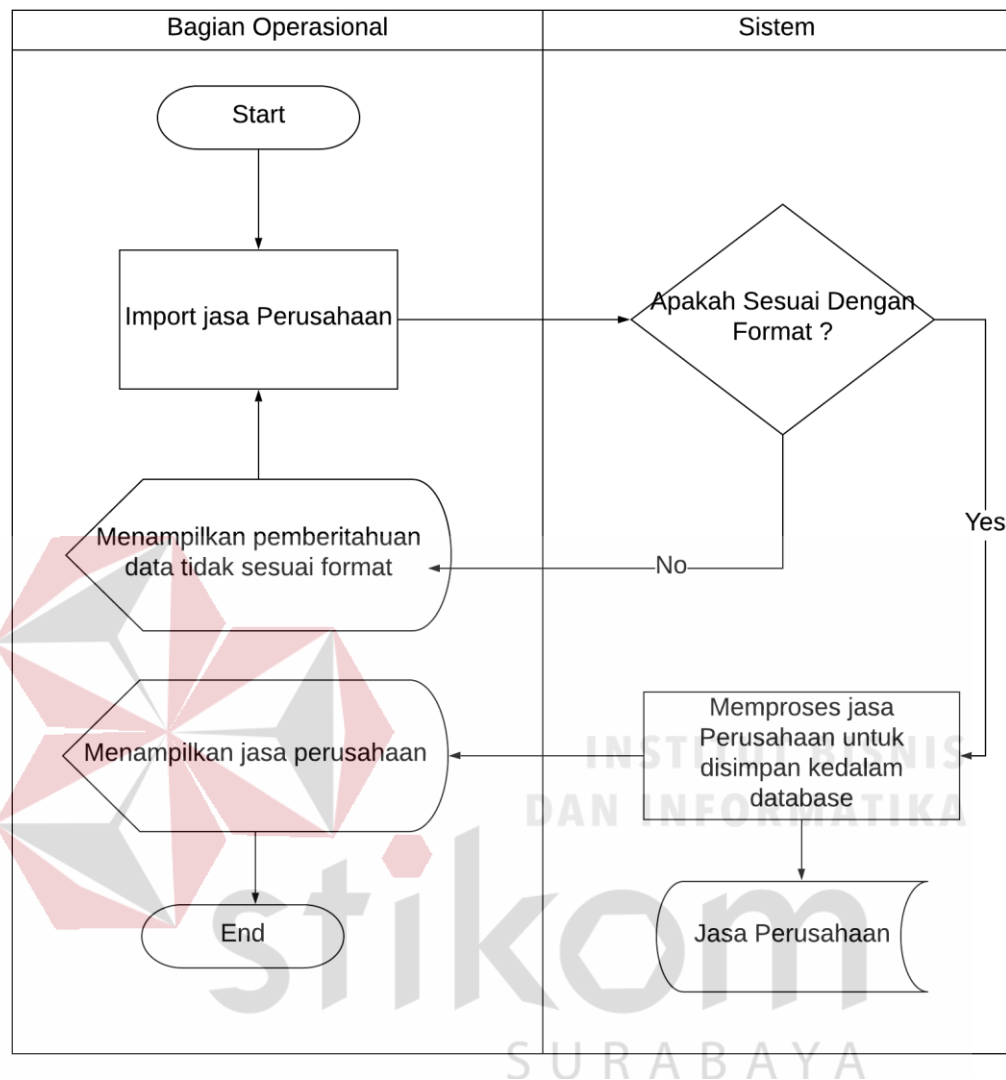 Bagian Operasional
Sistem
Start
Import jasa Perusahaan
Apakah Sesuai Dengan
Format ?
Yes
Menampilkan pemberitahuan
data tidak sesuai format
No
Menampilkan jasa perusahaan
Memproses jasa
Perusahaan untuk
disimpan kedalam
database
End
Jasa Perusahaan
INSTITUT BISNIS
DAN INFORMATIKA
stikom
SURABAYA